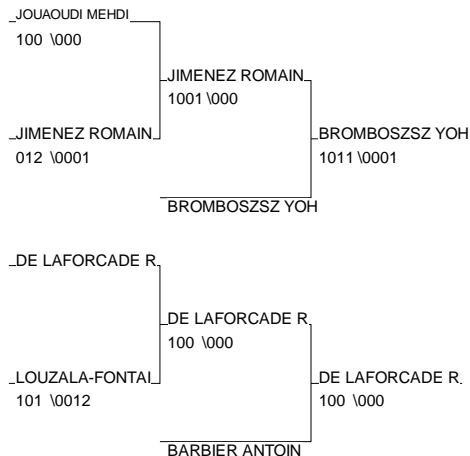 JOUAOUDI MEHDI
100 \000
JIMENEZ ROMAIN
1001 \000
JIMENEZ ROMAIN
012 \0001
BROMBOSZSZ YOH
1011 \0001
BROMBOSZSZ YOH
DE LAFORCADE R
DE LAFORCADE R
100 \000
LOUZALA-FONTAI
101 \0012
DE LAFORCADE R
100 \000
BARBIER ANTOIN